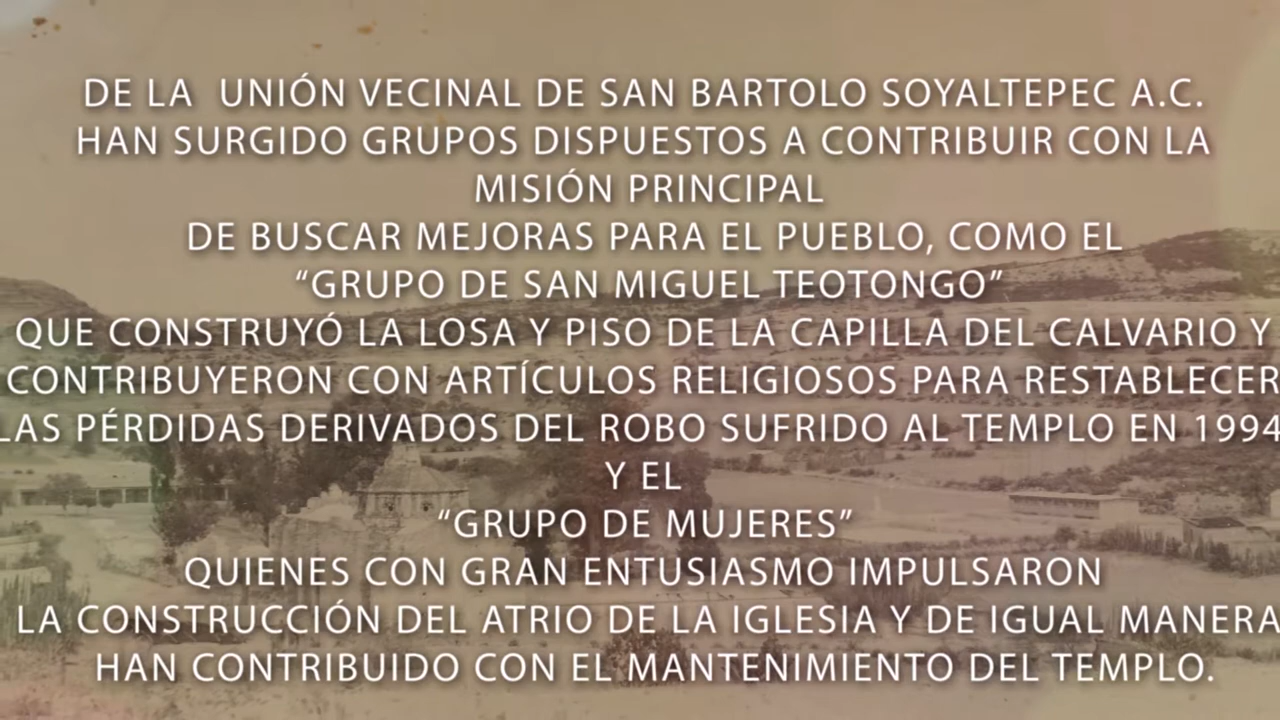 DE LA  UNIÓN VECINAL DE SAN BARTOLO SOYALTEPEC A.C.
HAN SURGIDO GRUPOS DISPUESTOS A CONTRIBUIR CON LA
MISIÓN PRINCIPAL
DE BUSCAR MEJORAS PARA EL PUEBLO, COMO EL
“GRUPO DE SAN MIGUEL TEOTONGO”
QUE CONSTRUYÓ LA LOSA Y PISO DE LA CAPILLA DEL CALVARIO Y
CONTRIBUYERON CON ARTÍCULOS RELIGIOSOS PARA RESTABLECER
LAS PÉRDIDAS DERIVADOS DEL ROBO SUFRIDO AL TEMPLO EN 1994
Y EL
“GRUPO DE MUJERES”
QUIENES CON GRAN ENTUSIASMO IMPULSARON
LA CONSTRUCCIÓN DEL ATRIO DE LA IGLESIA Y DE IGUAL MANERA
HAN CONTRIBUIDO CON EL MANTENIMIENTO DEL TEMPLO.